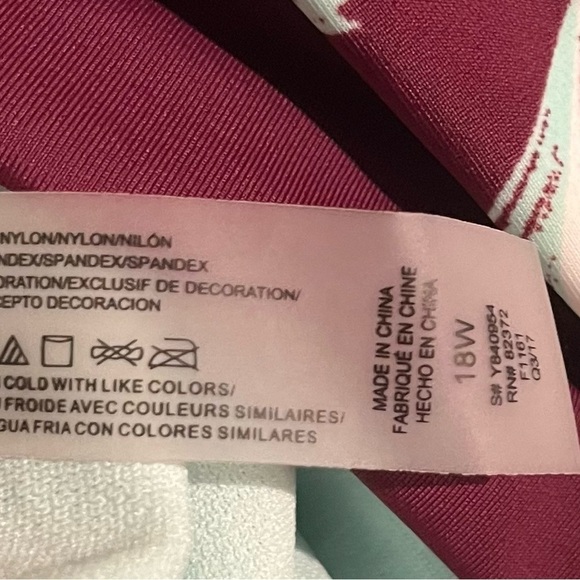 NYLON/NYLON/NILÓN
NDEX/SPANDEX/SPANDEX
ORATION/EXCLUSIF DE DECORATION/
CEPTO DECORACION
COLD WITH LIKE COLORS/
FROIDE AVEC COULEURS SIMILAIRES/
GUA FRIA CON COLORES SIMILARES
MADE IN CHINA
FABRIQUÉ EN CHINE
HECHO EN CHINA
18W
S# Y840954
RN# 82372
F1161
Q3/17